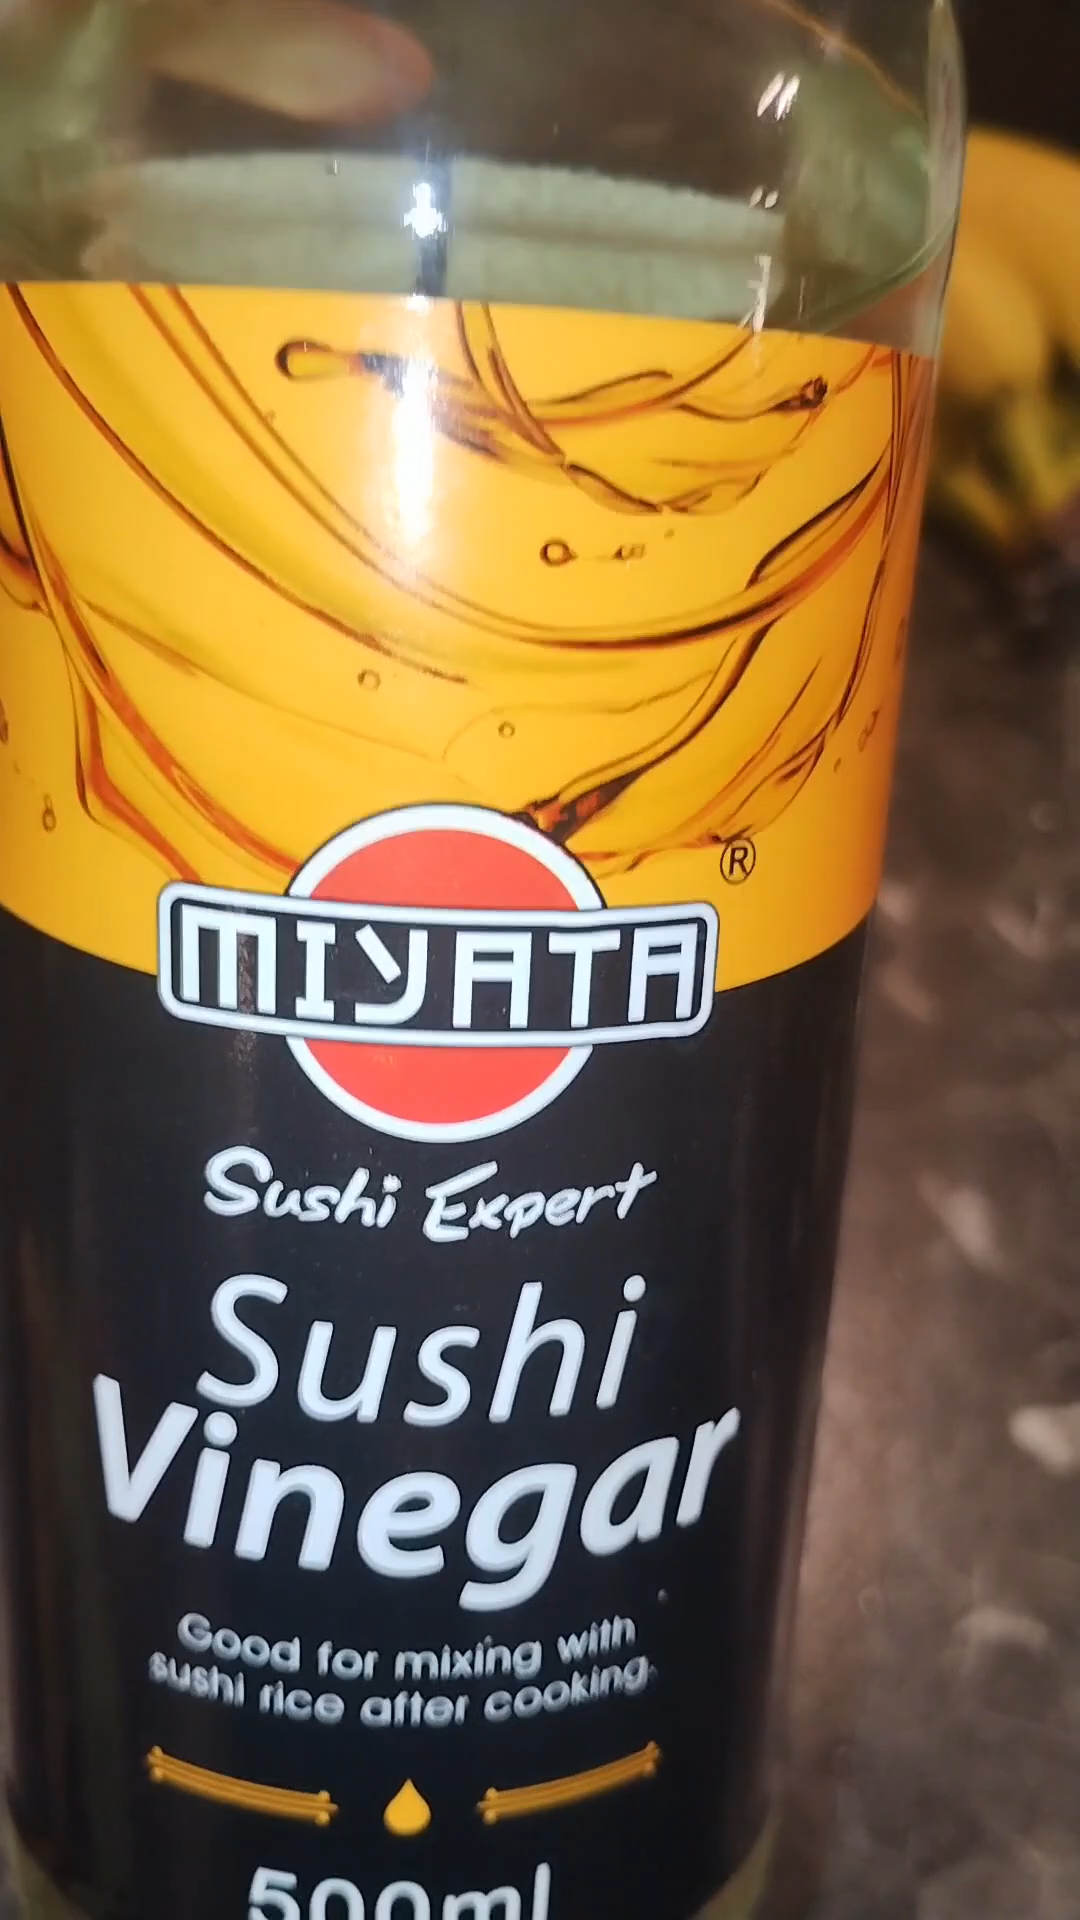 ®
MIYATA
Sushi Expert
Sushi
Vinegar
Good for mixing with
sushi rice after cooking.
500ml